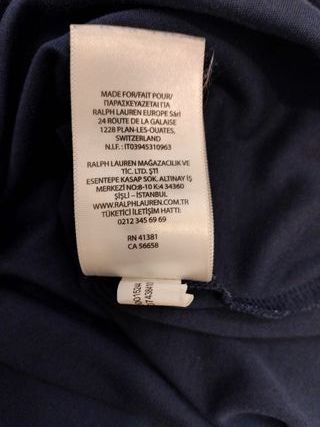 MADE FOR/FAIT POUR/
ΠΑΡΑΣΚΕΥΑΖΕΤΑΙ ΓΙΑ
RALPH LAUREN EUROPE Sàrl
24 ROUTE DE LA GALAISE
1228 PLAN-LES-OUATES,
SWITZERLAND
N.I.F. : IT03945310963
RALPH LAUREN MAĞAZACILIK VE
TİC. LTD. ŞTİ
ESENTEPE KASAP SOK. ALTINAY İŞ
MERKEZİ NO:8-10 K:4 34360
ŞİŞLİ – İSTANBUL
WWW.RALPHLAUREN.COM.TR
TÜKETİCİ İLETİŞİM HATTI:
0212 345 69 69
RN 41381
CA 56658